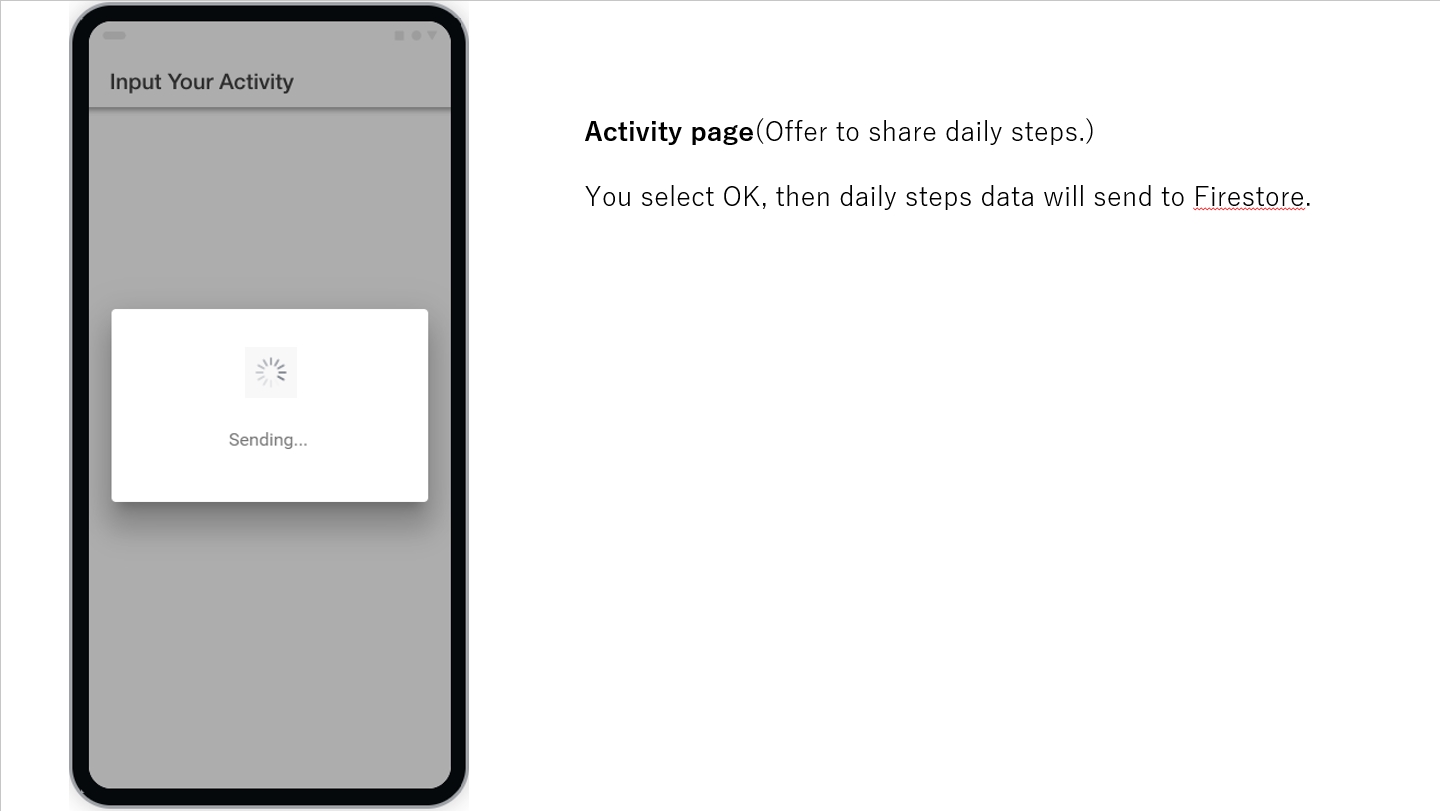 Input Your Activity
Sending...
Activity page(Offer to share daily steps.)
You select OK, then daily steps data will send to Firestore.